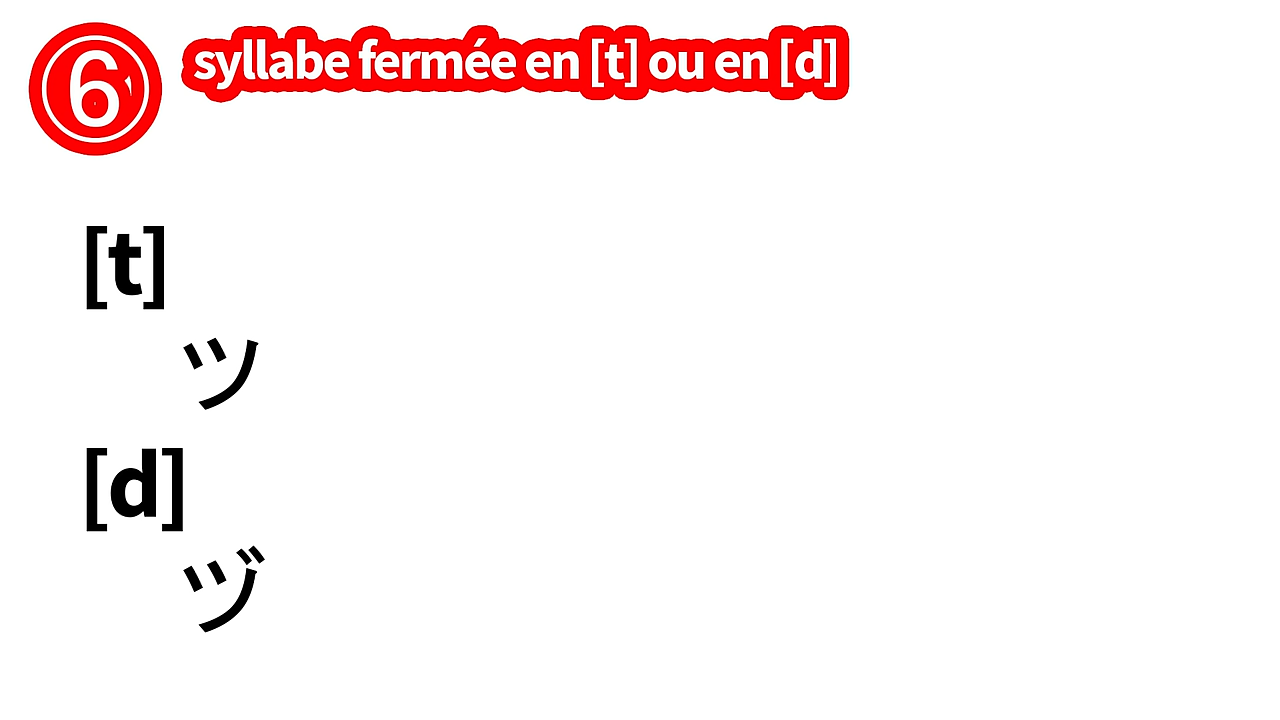 ⑥ syllabe fermée en [t] ou en [d]
[t]
ツ
[d]
ヅ